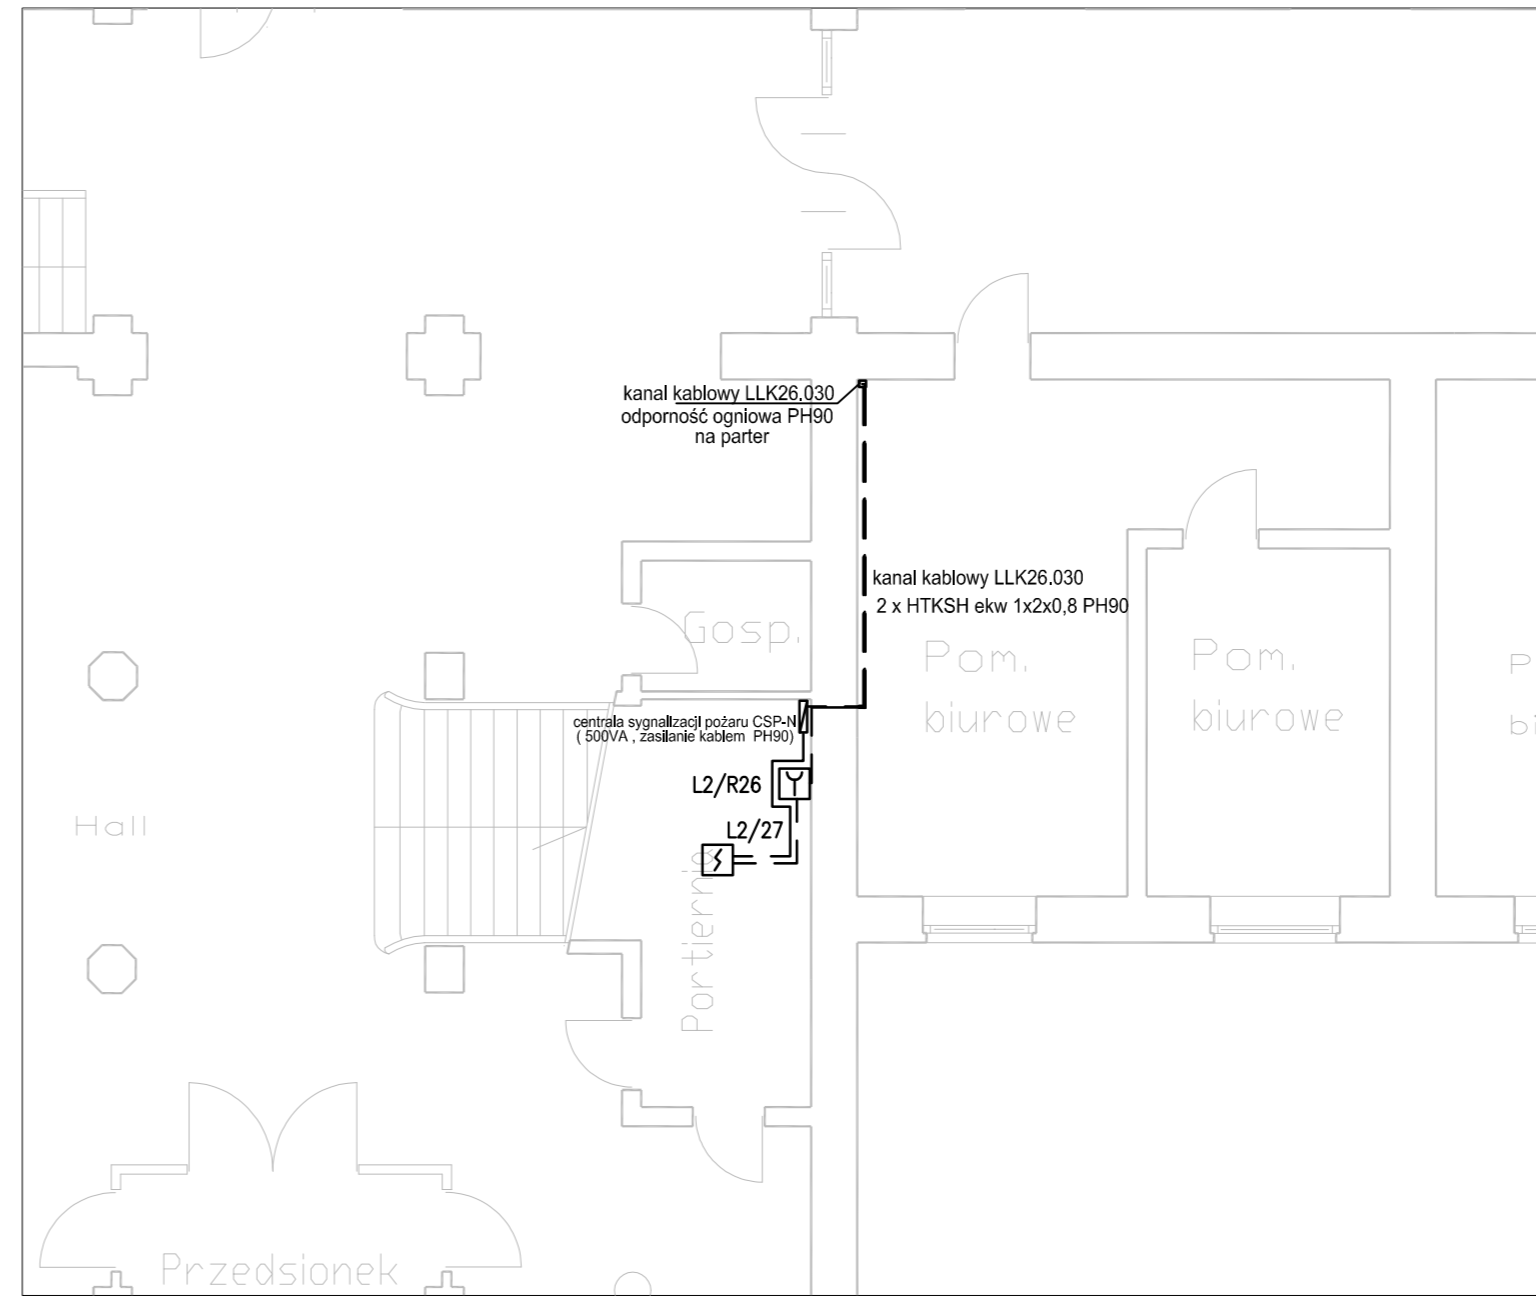 kanal kablowy LLK26.030
odporność ogniowa PH90
na parter
kanal kablowy LLK26.030
2 x HTKSH ekw 1x2x0,8 PH90
Gosp.
Pom.
biurowe
Pom.
biurowe
P
bi
centrala sygnalizacji pożaru CSP-N
( 500VA , zasilanie kablem PH90)
L2/R26
L2/27
Hall
Portiernia
Przedsionek